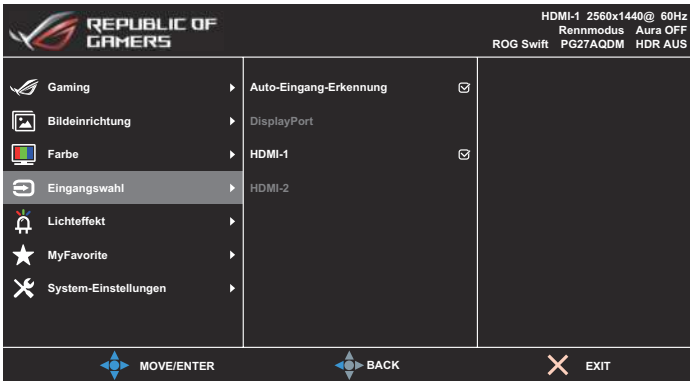 REPUBLIC OF
GAMERS
HDMI-1 2560x1440@ 60Hz
Rennmodus Aura OFF
ROG Swift PG27AQDM HDR AUS
Gaming
Bildeinrichtung
Farbe
Eingangswahl
Lichteffekt
MyFavorite
System-Einstellungen
Auto-Eingang-Erkennung
DisplayPort
HDMI-1
HDMI-2
MOVE/ENTER
BACK
EXIT